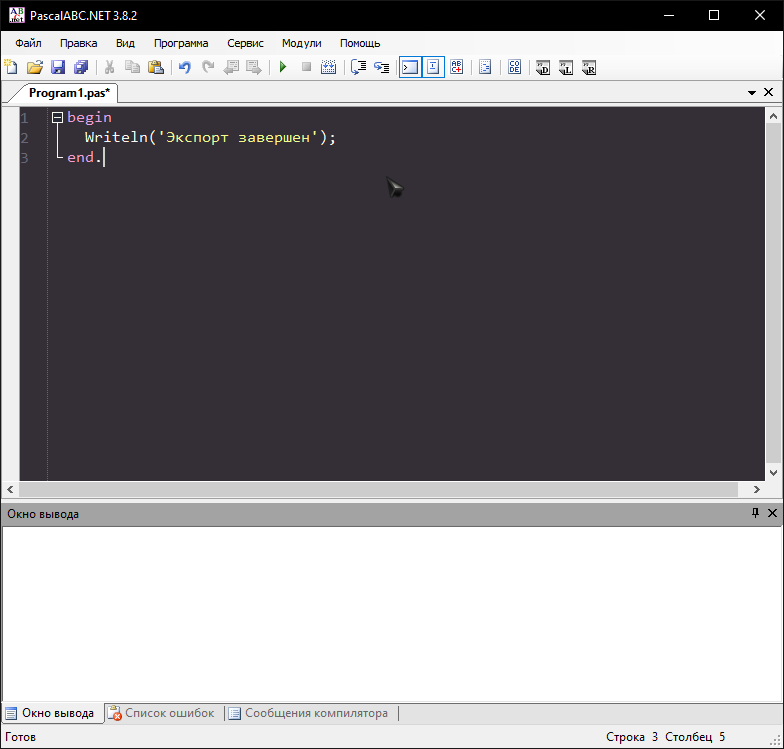 PascalABC.NET 3.8.2
Файл Правка Вид Программа Сервис Модули Помощь
Program1.pas*
1 begin
2 Writeln('Экспорт завершен');
3 end.
Окно вывода
Окно вывода Список ошибок Сообщения компилятора
Готов Строка 3 Столбец 5